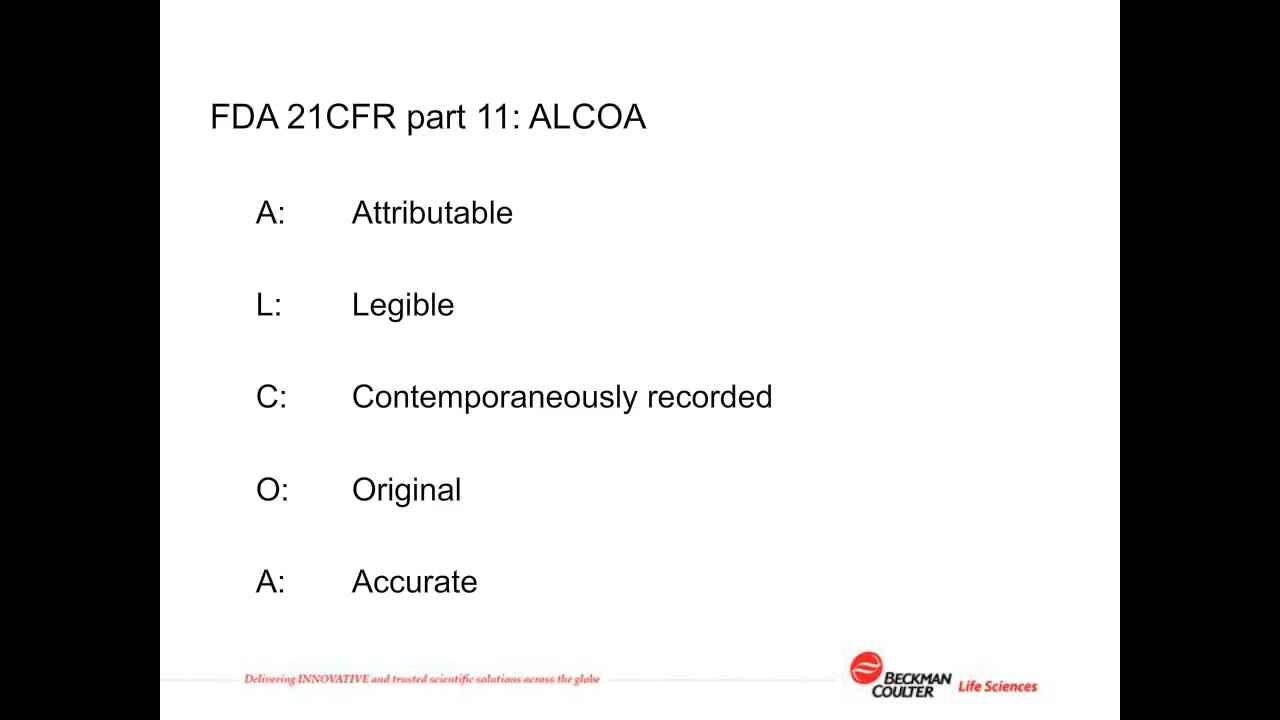 FDA 21CFR part 11: ALCOA
A: Attributable
L: Legible
C: Contemporaneously recorded
O: Original
A: Accurate
Delivering INNOVATIVE and trusted scientific solutions across the globe
BECKMAN
COULTER
Life Sciences